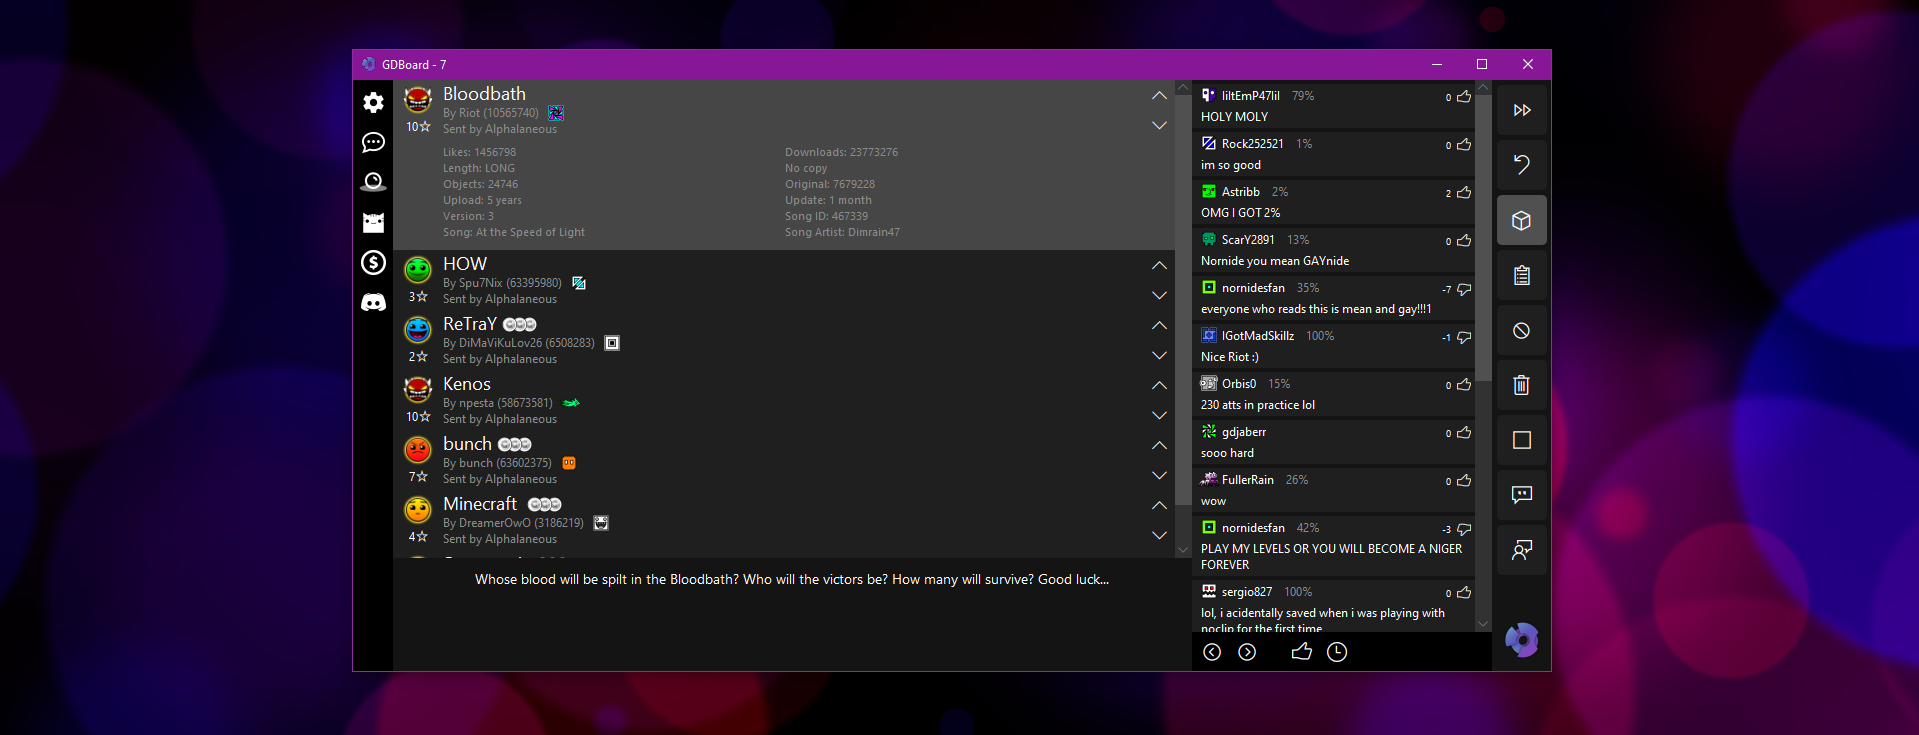 GDBoard - 7
Bloodbath
By Riot (10565740)
10☆ Sent by Alphalaneous
Likes: 1456798 Downloads: 23773276
Length: LONG No copy
Objects: 24746 Original: 7679228
Upload: 5 years Update: 1 month
Version: 3 Song ID: 467339
Song: At the Speed of Light Song Artist: Dimrain47
HOW
By Spu7Nix (63395980)
3☆ Sent by Alphalaneous
ReTraY
By DiMaViKuLov26 (6508283)
2☆ Sent by Alphalaneous
Kenos
By npesta (58673581)
10☆ Sent by Alphalaneous
bunch
By bunch (63602375)
7☆ Sent by Alphalaneous
Minecraft
By DreamerOwO (3186219)
4☆ Sent by Alphalaneous
Whose blood will be spilt in the Bloodbath? Who will the victors be? How many will survive? Good luck...
79% 0
HOLY MOLY
Rock252521 1% 0
im so good
Astribb 2% 2
OMG I GOT 2%
ScarY2891 13% 0
Nornide you mean GAYnide
nornidesfan 35% -7
everyone who reads this is mean and gay!!!1
IGotMadSkillz 100% -1
Nice Riot :)
Orbis0 15% 0
230 atts in practice lol
gdjaberr 0
sooo hard
FullerRain 26% 0
wow
nornidesfan 42% -3
PLAY MY LEVELS OR YOU WILL BECOME A NIGER
FOREVER
sergio827 100% 0
lol, i acidentally saved when i was playing with
noclip for the first time